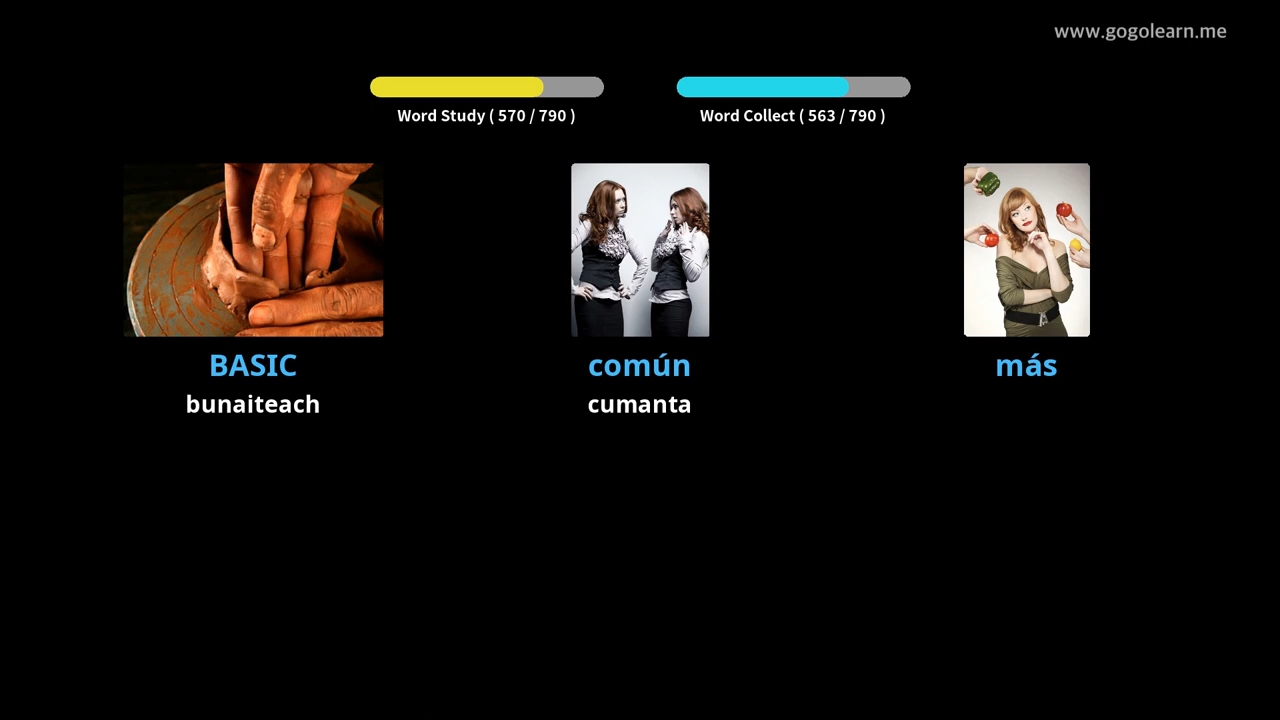 www.gogolearn.me
Word Study ( 570 / 790 )
Word Collect ( 563 / 790 )
BASIC
bunaiteach
común
cumanta
más